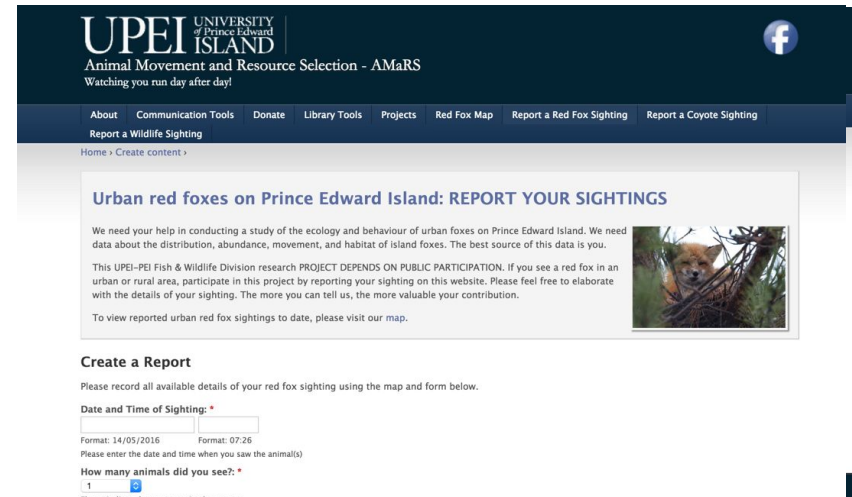 UPEI UNIVERSITY
of Prince Edward
ISLAND
Animal Movement and Resource Selection - AMaRS
Watching you run day after day!
About Communication Tools Donate Library Tools Projects Red Fox Map Report a Red Fox Sighting Report a Coyote Sighting
Report a Wildlife Sighting
Home › Create content ›
Urban red foxes on Prince Edward Island: REPORT YOUR SIGHTINGS
We need your help in conducting a study of the ecology and behaviour of urban foxes on Prince Edward Island. We need
data about the distribution, abundance, movement, and habitat of island foxes. The best source of this data is you.
This UPEI-PEI Fish & Wildlife Division research PROJECT DEPENDS ON PUBLIC PARTICIPATION. If you see a red fox in an
urban or rural area, participate in this project by reporting your sighting on this website. Please feel free to elaborate
with the details of your sighting. The more you can tell us, the more valuable your contribution.
To view reported urban red fox sightings to date, please visit our map.
Create a Report
Please record all available details of your red fox sighting using the map and form below.
Date and Time of Sighting: *
Format: 14/05/2016 Format: 07:26
Please enter the date and time when you saw the animal(s)
How many animals did you see?: *
1